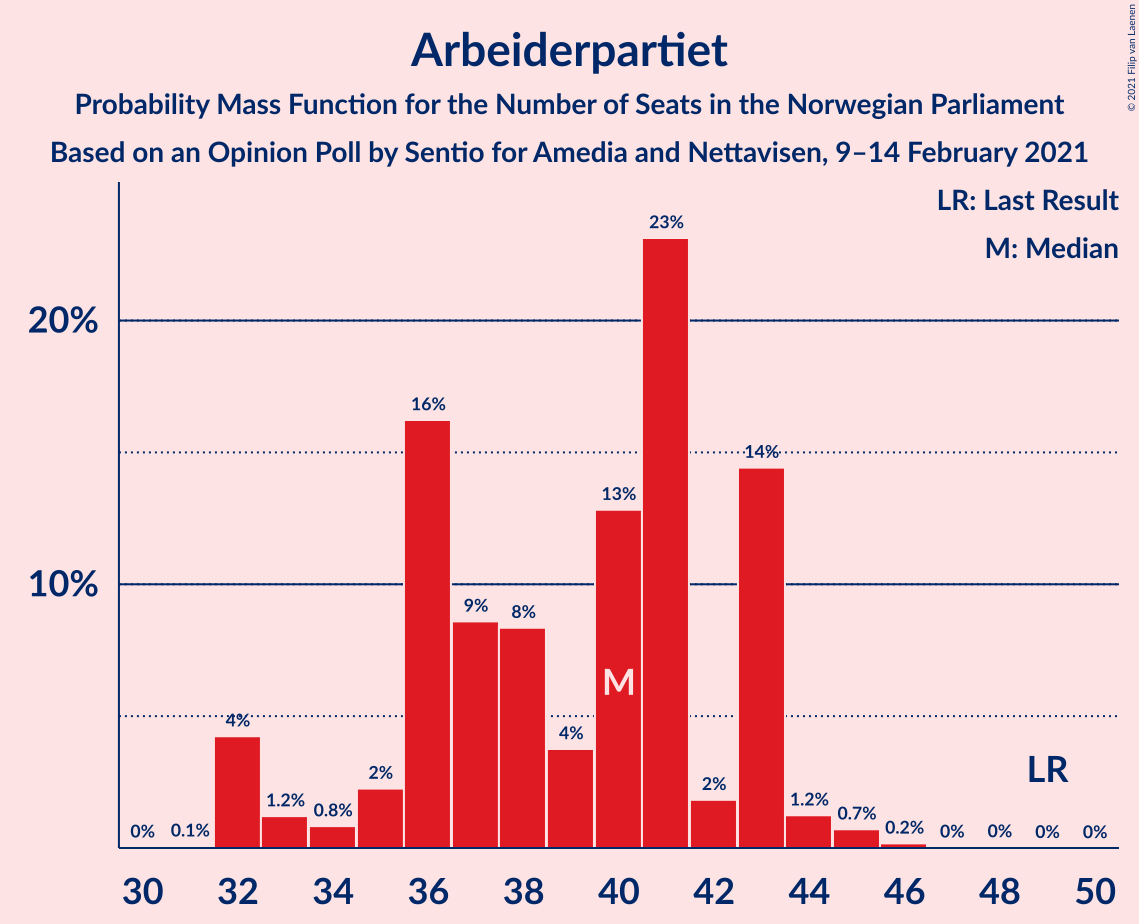 Arbeiderpartiet
Probability Mass Function for the Number of Seats in the Norwegian Parliament
Based on an Opinion Poll by Sentio for Amedia and Nettavisen, 9–14 February 2021
© 2021 Filip van Laenen
LR: Last Result
M: Median
20%
10%
0%
0.1%
4%
1.2%
0.8%
2%
16%
9%
8%
4%
13%
23%
2%
14%
1.2%
0.7%
0.2%
0%
0%
0%
0%
M
LR
30 32 34 36 38 40 42 44 46 48 50